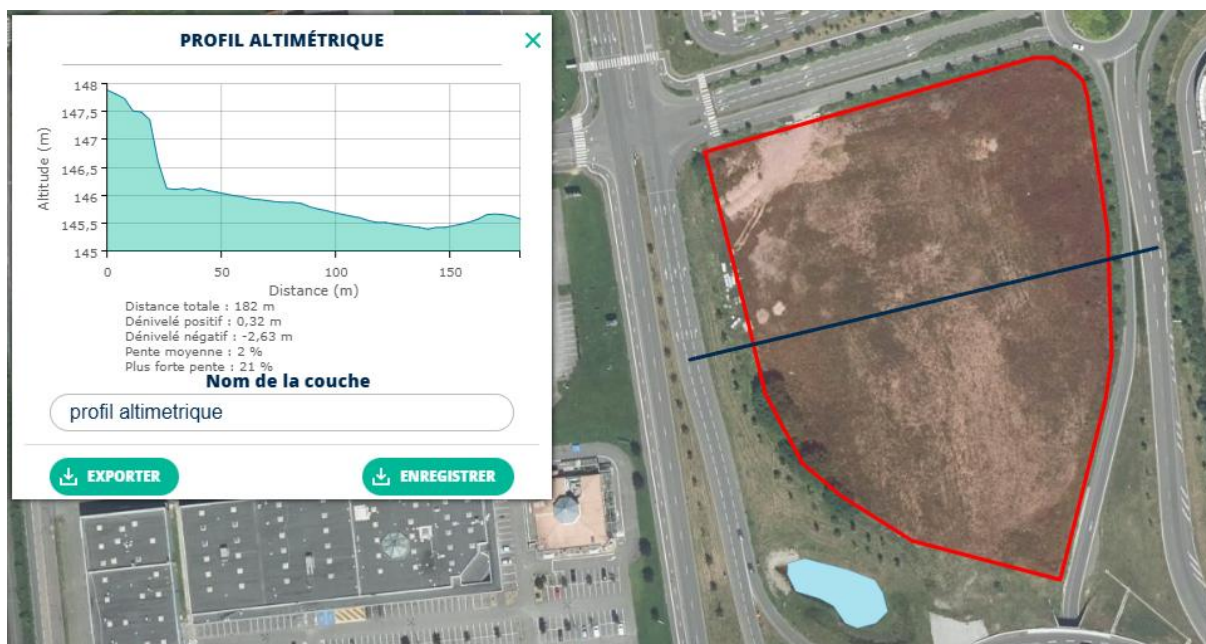 PROFIL ALTIMÉTRIQUE
148
147,5
147
146,5
146
145,5
145
Altitude (m)
0
50
100
150
Distance (m)
Distance totale : 182 m
Dénivelé positif : 0,32 m
Dénivelé négatif : -2,63 m
Pente moyenne : 2 %
Plus forte pente : 21 %
Nom de la couche
profil altimetrique
EXPORTER
ENREGISTRER